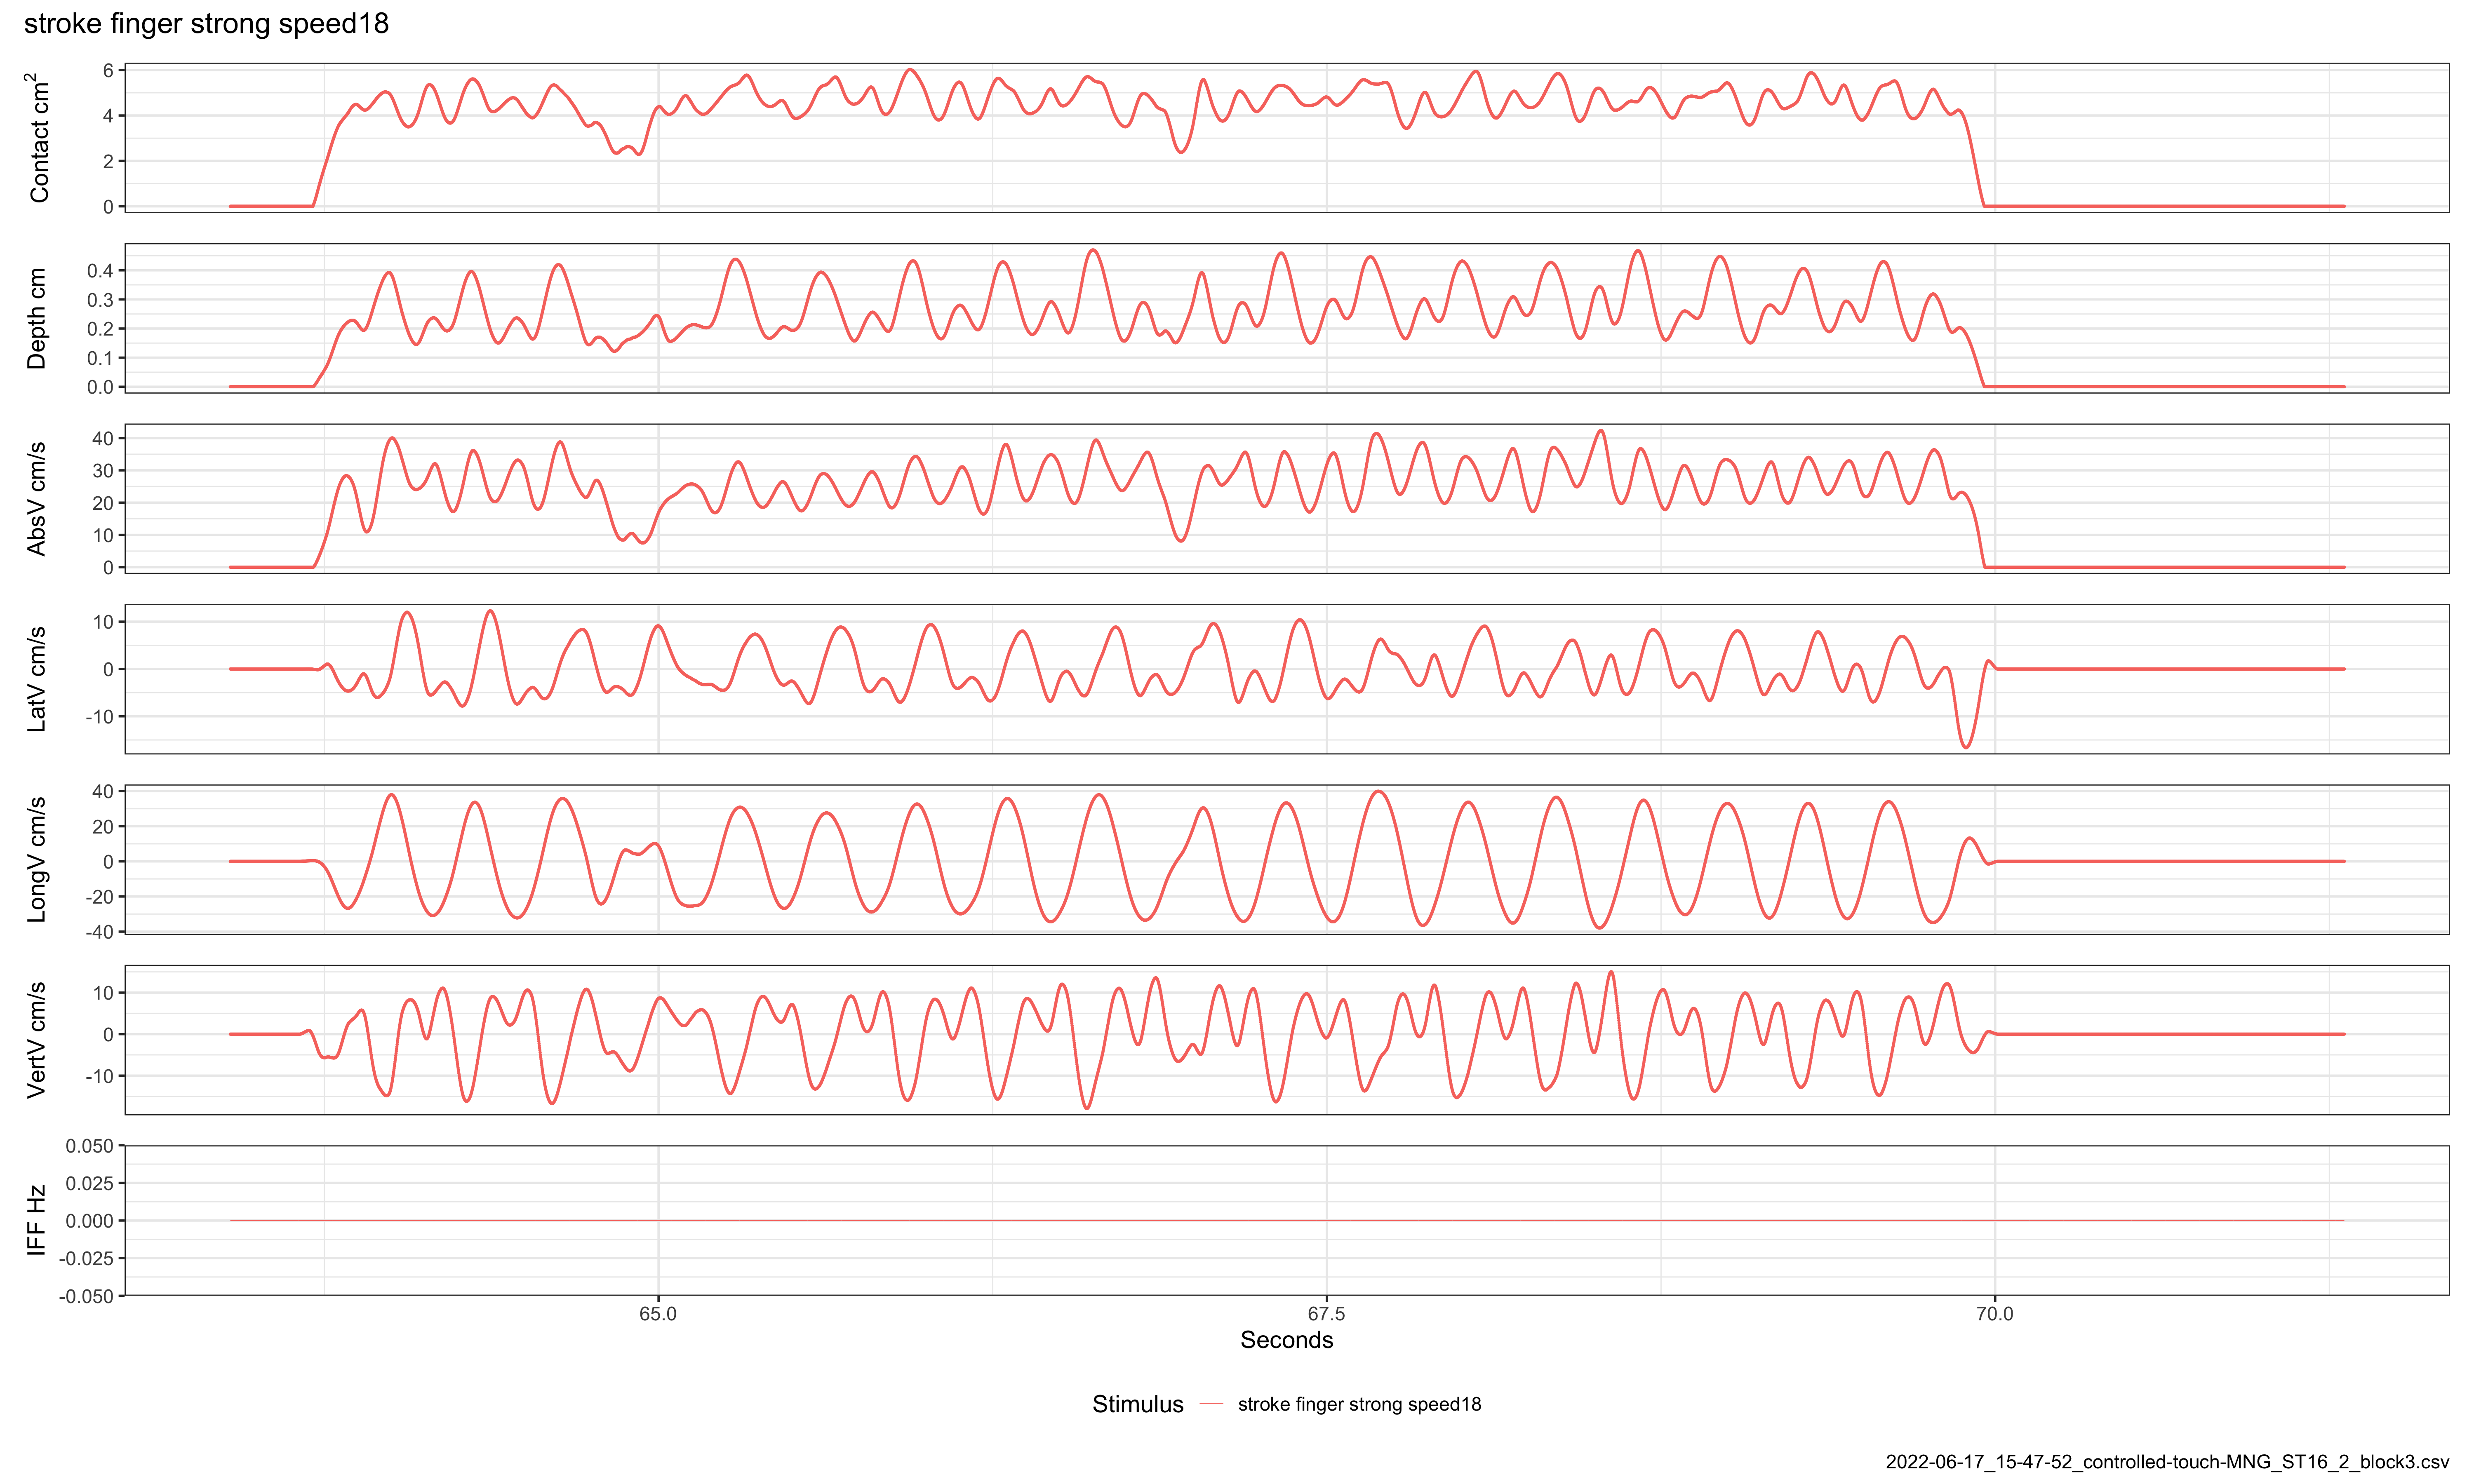 stroke finger strong speed18
Contact cm²
6
4
2
0
Depth cm
0.4
0.3
0.2
0.1
0.0
AbsV cm/s
40
30
20
10
0
LatV cm/s
10
0
-10
LongV cm/s
40
20
0
-20
-40
VertV cm/s
10
0
-10
IFF Hz
0.050
0.025
0.000
-0.025
-0.050
65.0 67.5 70.0
Seconds
Stimulus stroke finger strong speed18
2022-06-17_15-47-52_controlled-touch-MNG_ST16_2_block3.csv